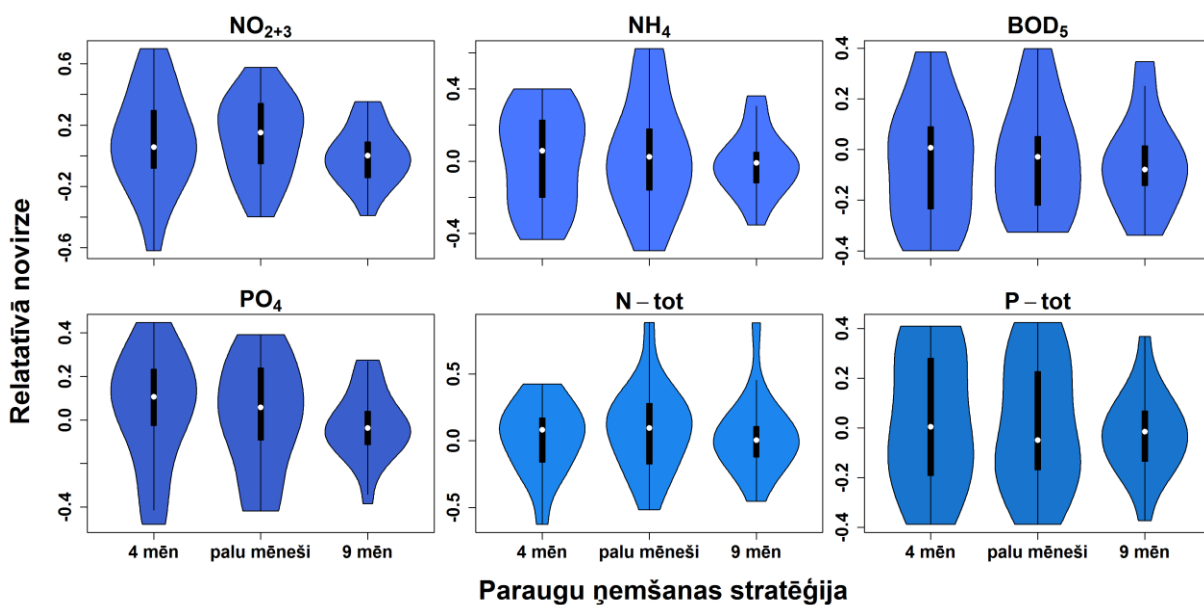 NO₂₊₃
NH₄
BOD₅
0.6
0.2
-0.2
-0.6
0.4
0.0
-0.4
0.4
0.2
0.0
-0.2
-0.4
Relatatīvā novirze
PO₄
N – tot
P – tot
0.4
0.2
0.0
-0.4
0.5
0.0
-0.5
0.4
0.2
0.0
-0.2
-0.4
4 mēn palu mēneši 9 mēn
4 mēn palu mēneši 9 mēn
4 mēn palu mēneši 9 mēn
Paraugu ņemšanas stratēģija